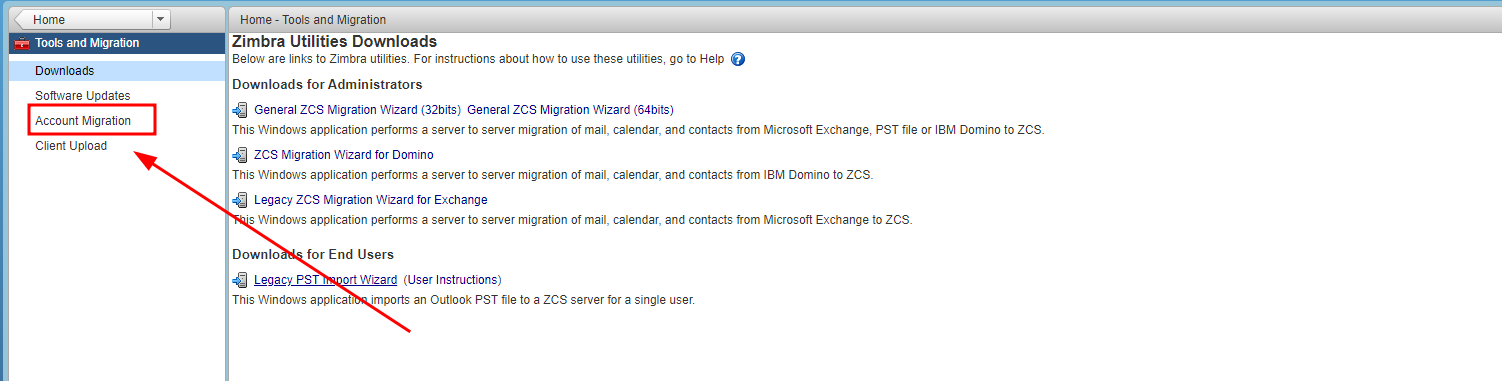 Home
Home - Tools and Migration
Tools and Migration
Downloads
Software Updates
Account Migration
Client Upload
Zimbra Utilities Downloads
Below are links to Zimbra utilities. For instructions about how to use these utilities, go to Help ?
Downloads for Administrators
General ZCS Migration Wizard (32bits) General ZCS Migration Wizard (64bits)
This Windows application performs a server to server migration of mail, calendar, and contacts from Microsoft Exchange, PST file or IBM Domino to ZCS.
ZCS Migration Wizard for Domino
This Windows application performs a server to server migration of mail, calendar, and contacts from IBM Domino to ZCS.
Legacy ZCS Migration Wizard for Exchange
This Windows application performs a server to server migration of mail, calendar, and contacts from Microsoft Exchange to ZCS.
Downloads for End Users
Legacy PST Import Wizard (User Instructions)
This Windows application imports an Outlook PST file to a ZCS server for a single user.